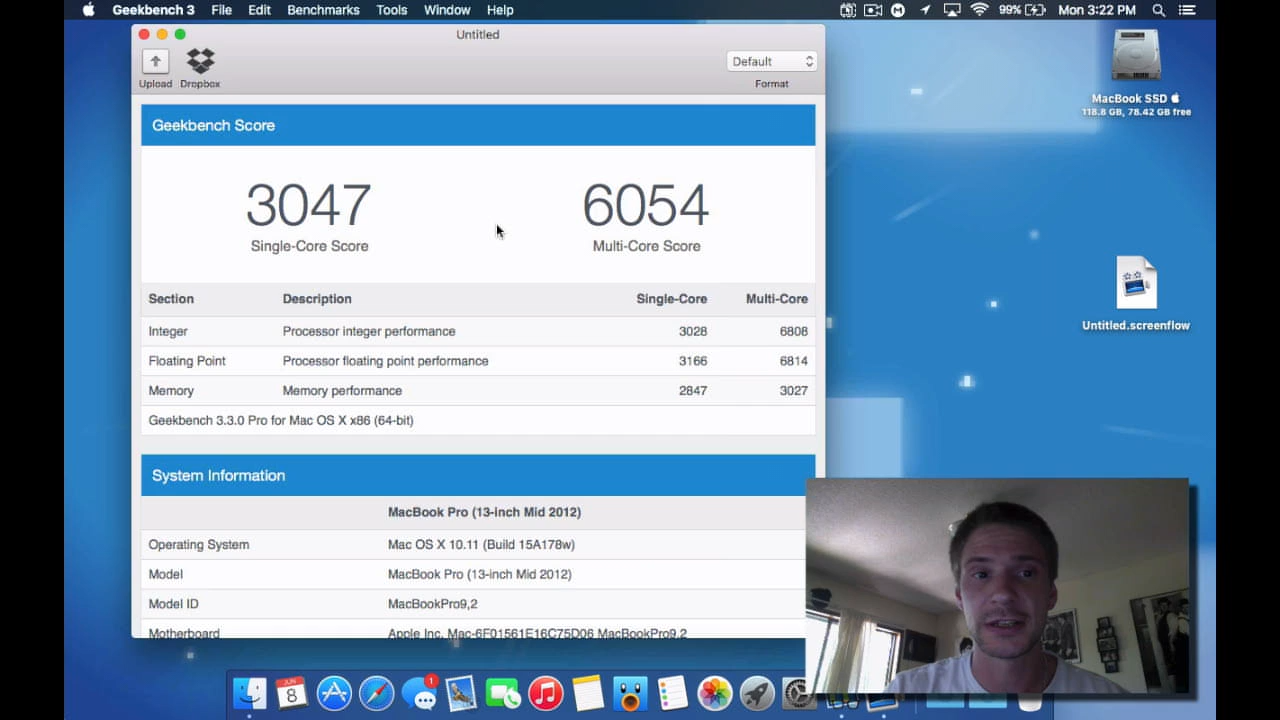 Geekbench 3 File Edit Benchmarks Tools Window Help 99% Mon 3:22 PM
Untitled
Upload Dropbox Default Format
MacBook SSD
118.8 GB, 78.42 GB free
Geekbench Score
3047 6054
Single-Core Score Multi-Core Score
Section Description Single-Core Multi-Core
Integer Processor integer performance 3028 6808
Floating Point Processor floating point performance 3166 6814
Memory Memory performance 2847 3027
Geekbench 3.3.0 Pro for Mac OS X x86 (64-bit)
Untitled.screenflow
System Information
MacBook Pro (13-inch Mid 2012)
Operating System Mac OS X 10.11 (Build 15A178w)
Model MacBook Pro (13-inch Mid 2012)
Model ID MacBookPro9,2
Motherboard Apple Inc. Mac-6F01561E16C75D06 MacBookPro9,2
JUN
8
1